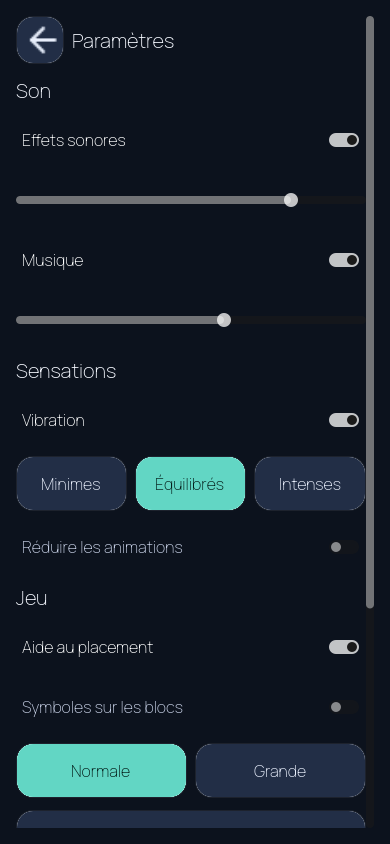 Paramètres
Son
Effets sonores
Musique
Sensations
Vibration
Minimes
Équilibrés
Intenses
Réduire les animations
Jeu
Aide au placement
Symboles sur les blocs
Normale
Grande